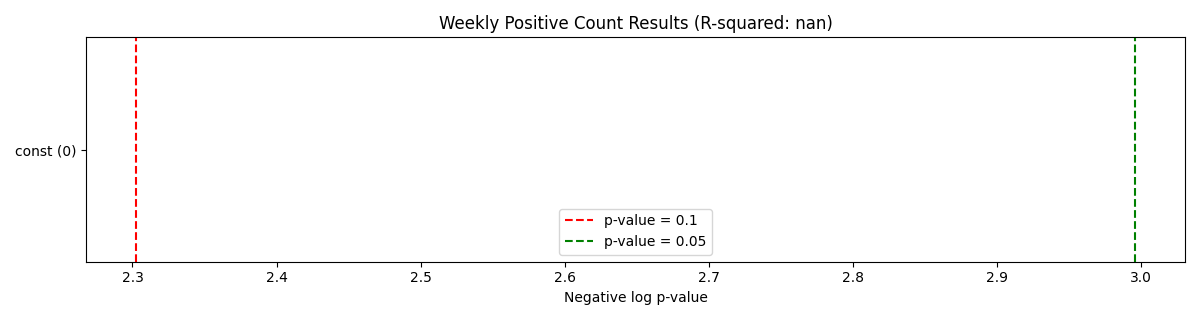 Weekly Positive Count Results (R-squared: nan)
const (0)
p-value = 0.1
p-value = 0.05
2.3 2.4 2.5 2.6 2.7 2.8 2.9 3.0
Negative log p-value